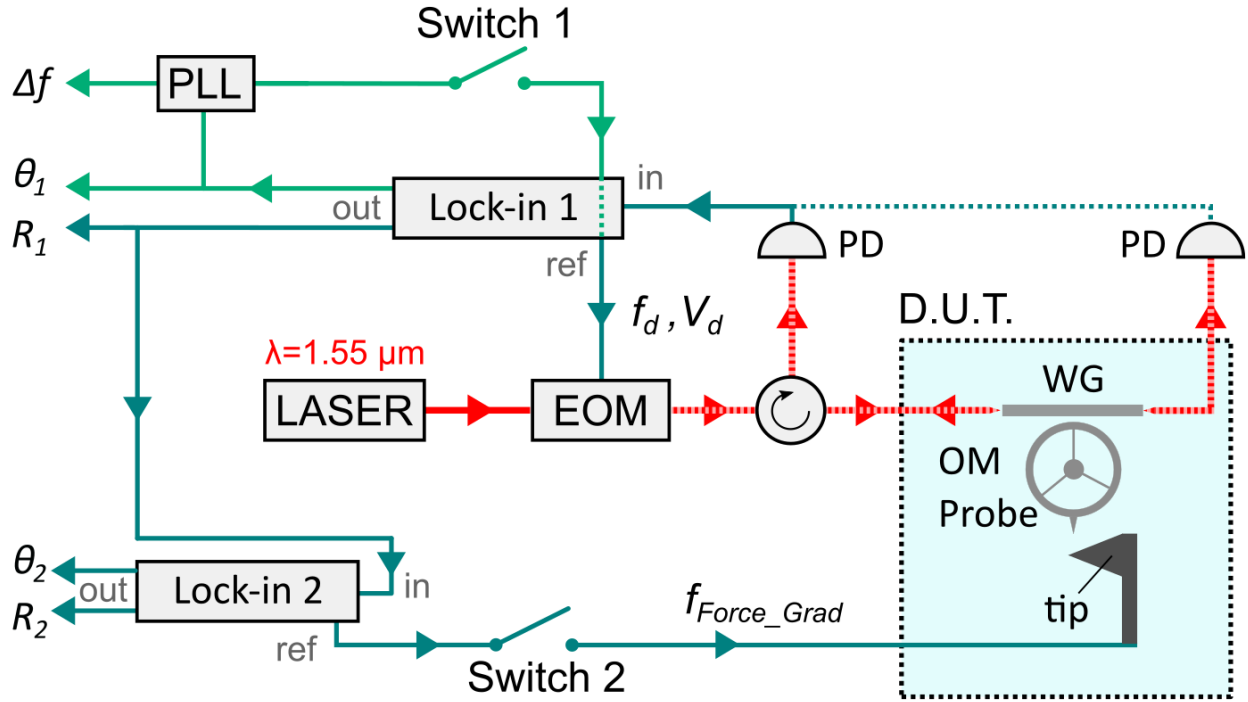 Switch 1
Δf
PLL
θ1
in
out
Lock-in 1
R1
ref
PD
PD
fd , Vd
D.U.T.
λ=1.55 µm
LASER
EOM
WG
OM
Probe
θ2
out
Lock-in 2
in
R2
ref
fForce_Grad
tip
Switch 2